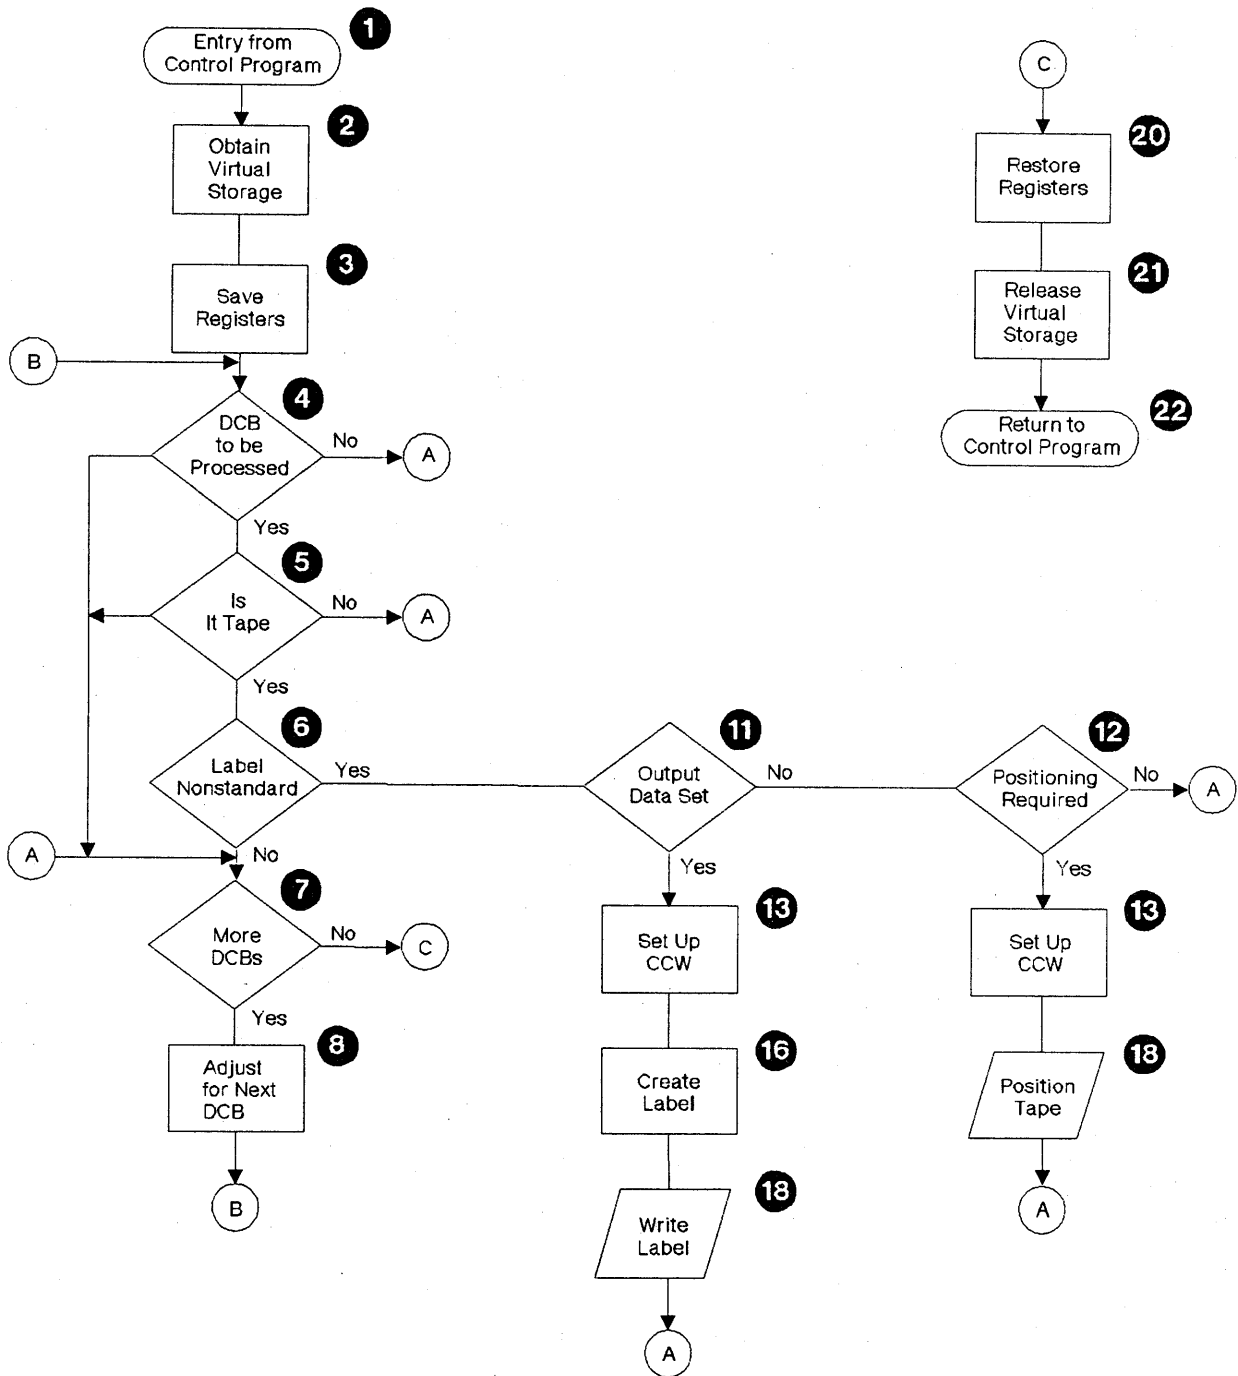 1
Entry from
Control Program
2
Obtain
Virtual
Storage
3
Save
Registers
B
4
DCB
to be
Processed
No
A
Yes
5
Is
It Tape
No
A
Yes
6
Label
Nonstandard
Yes
11
Output
Data Set
No
12
Positioning
Required
No
A
A
No
7
More
DCBs
No
C
Yes
8
Adjust
for Next
DCB
B
Yes
13
Set Up
CCW
16
Create
Label
18
Write
Label
A
Yes
13
Set Up
CCW
18
Position
Tape
A
C
20
Restore
Registers
21
Release
Virtual
Storage
22
Return to
Control Program